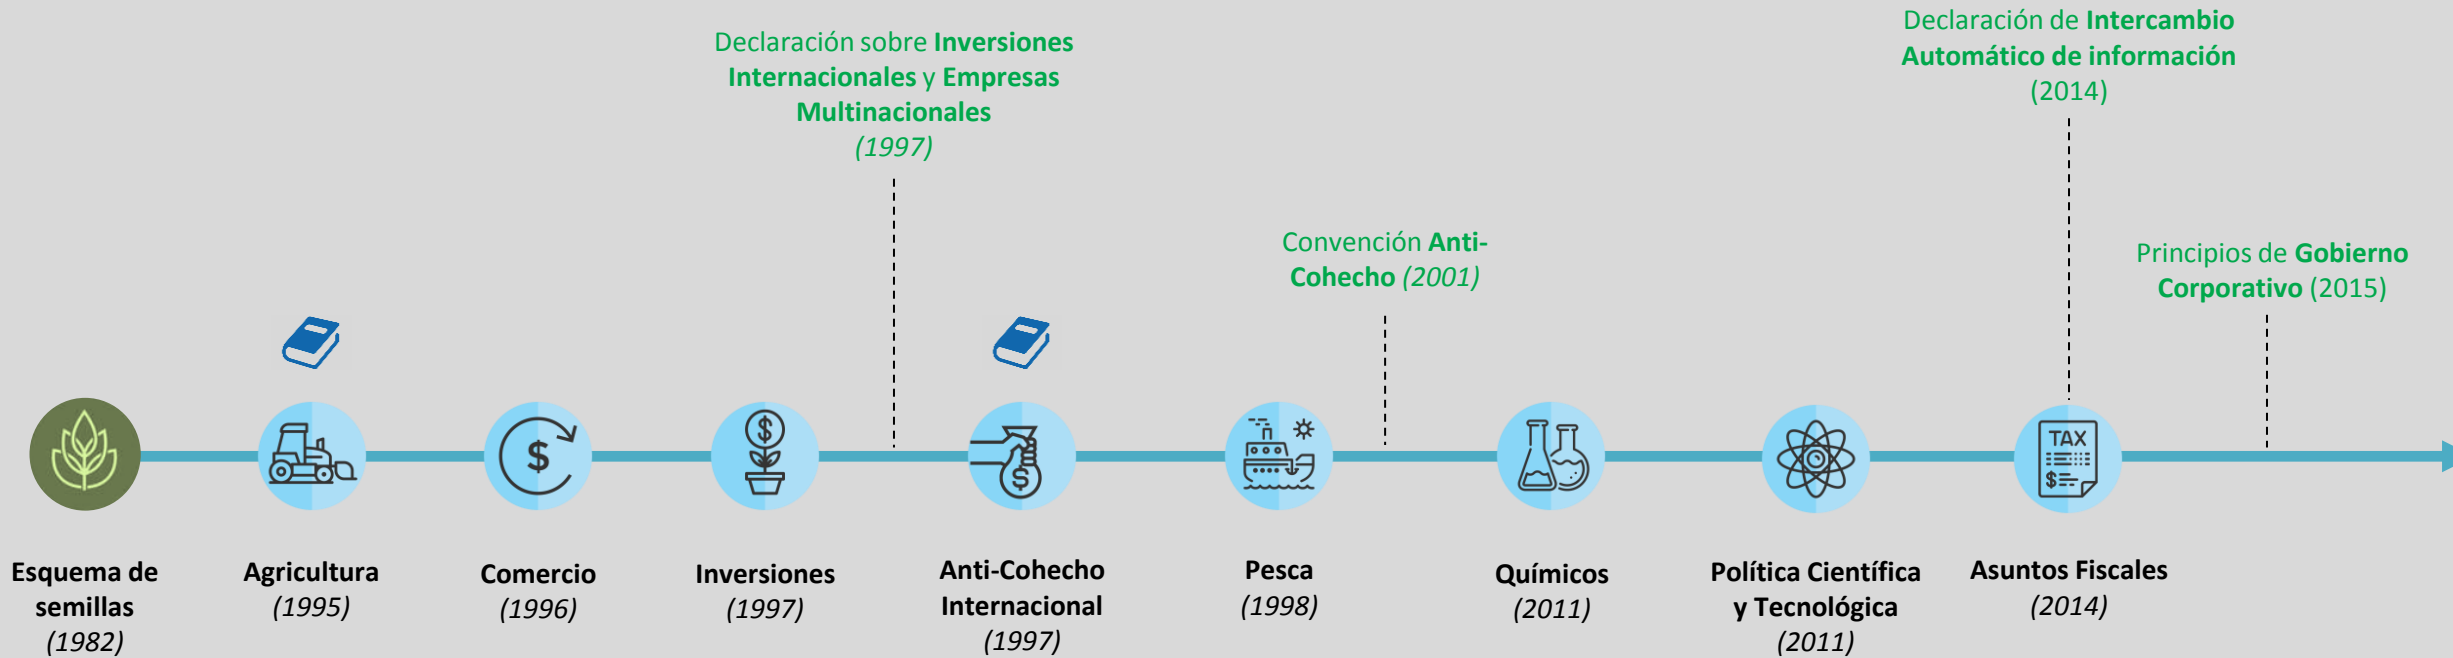 Declaración sobre Inversiones
Internacionales y Empresas
Multinacionales
(1997)
Declaración de Intercambio
Automático de información
(2014)
Convención Anti-
Cohecho (2001)
Principios de Gobierno
Corporativo (2015)
$
$
$
TAX
$
Esquema de
semillas
(1982)
Agricultura
(1995)
Comercio
(1996)
Inversiones
(1997)
Anti-Cohecho
Internacional
(1997)
Pesca
(1998)
Químicos
(2011)
Política Científica
y Tecnológica
(2011)
Asuntos Fiscales
(2014)